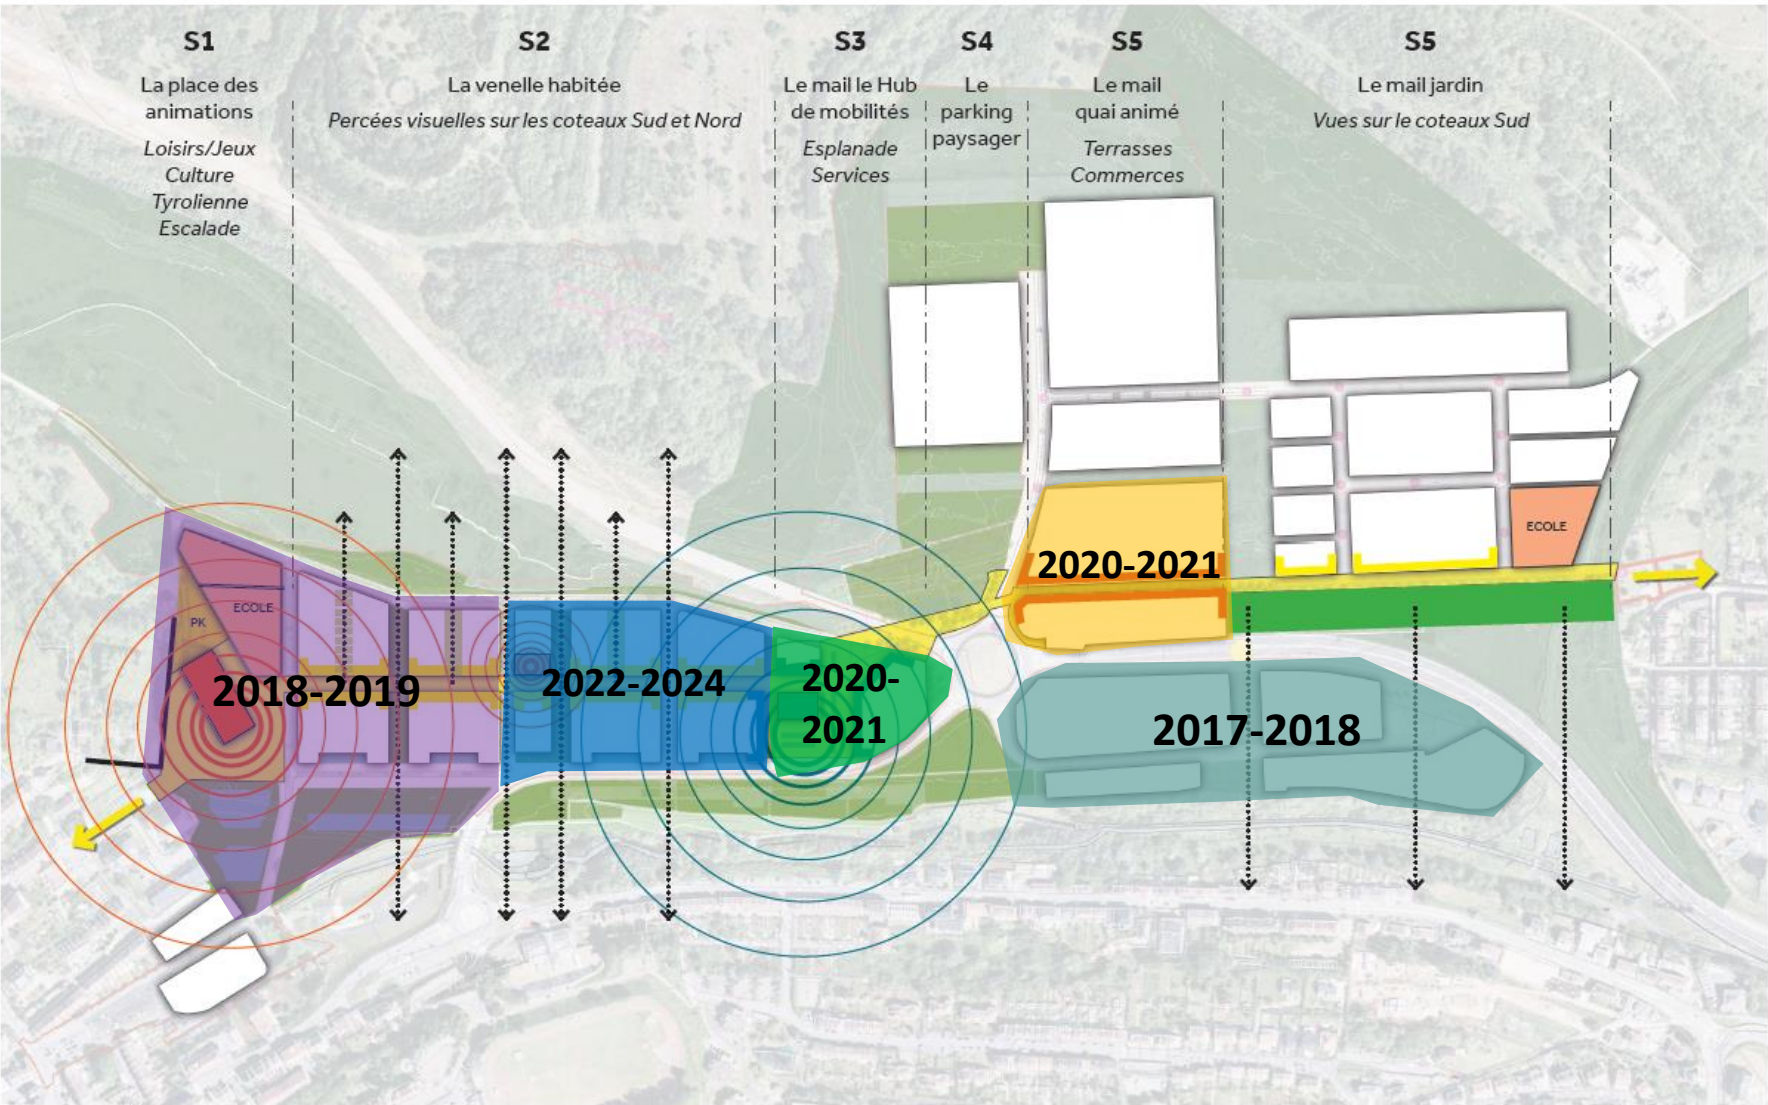 S1
La place des
animations
Loisirs/Jeux
Culture
Tyrolienne
Escalade
S2
La venelle habitée
Percées visuelles sur les coteaux Sud et Nord
S3
Le mail le Hub
de mobilités
Esplanade
Services
S4
Le
parking
paysager
S5
Le mail
quai animé
Terrasses
Commerces
S5
Le mail jardin
Vues sur le coteaux Sud
ECOLE
2020-2021
ECOLE
PK
2018-2019
2022-2024
2020-
2021
2017-2018